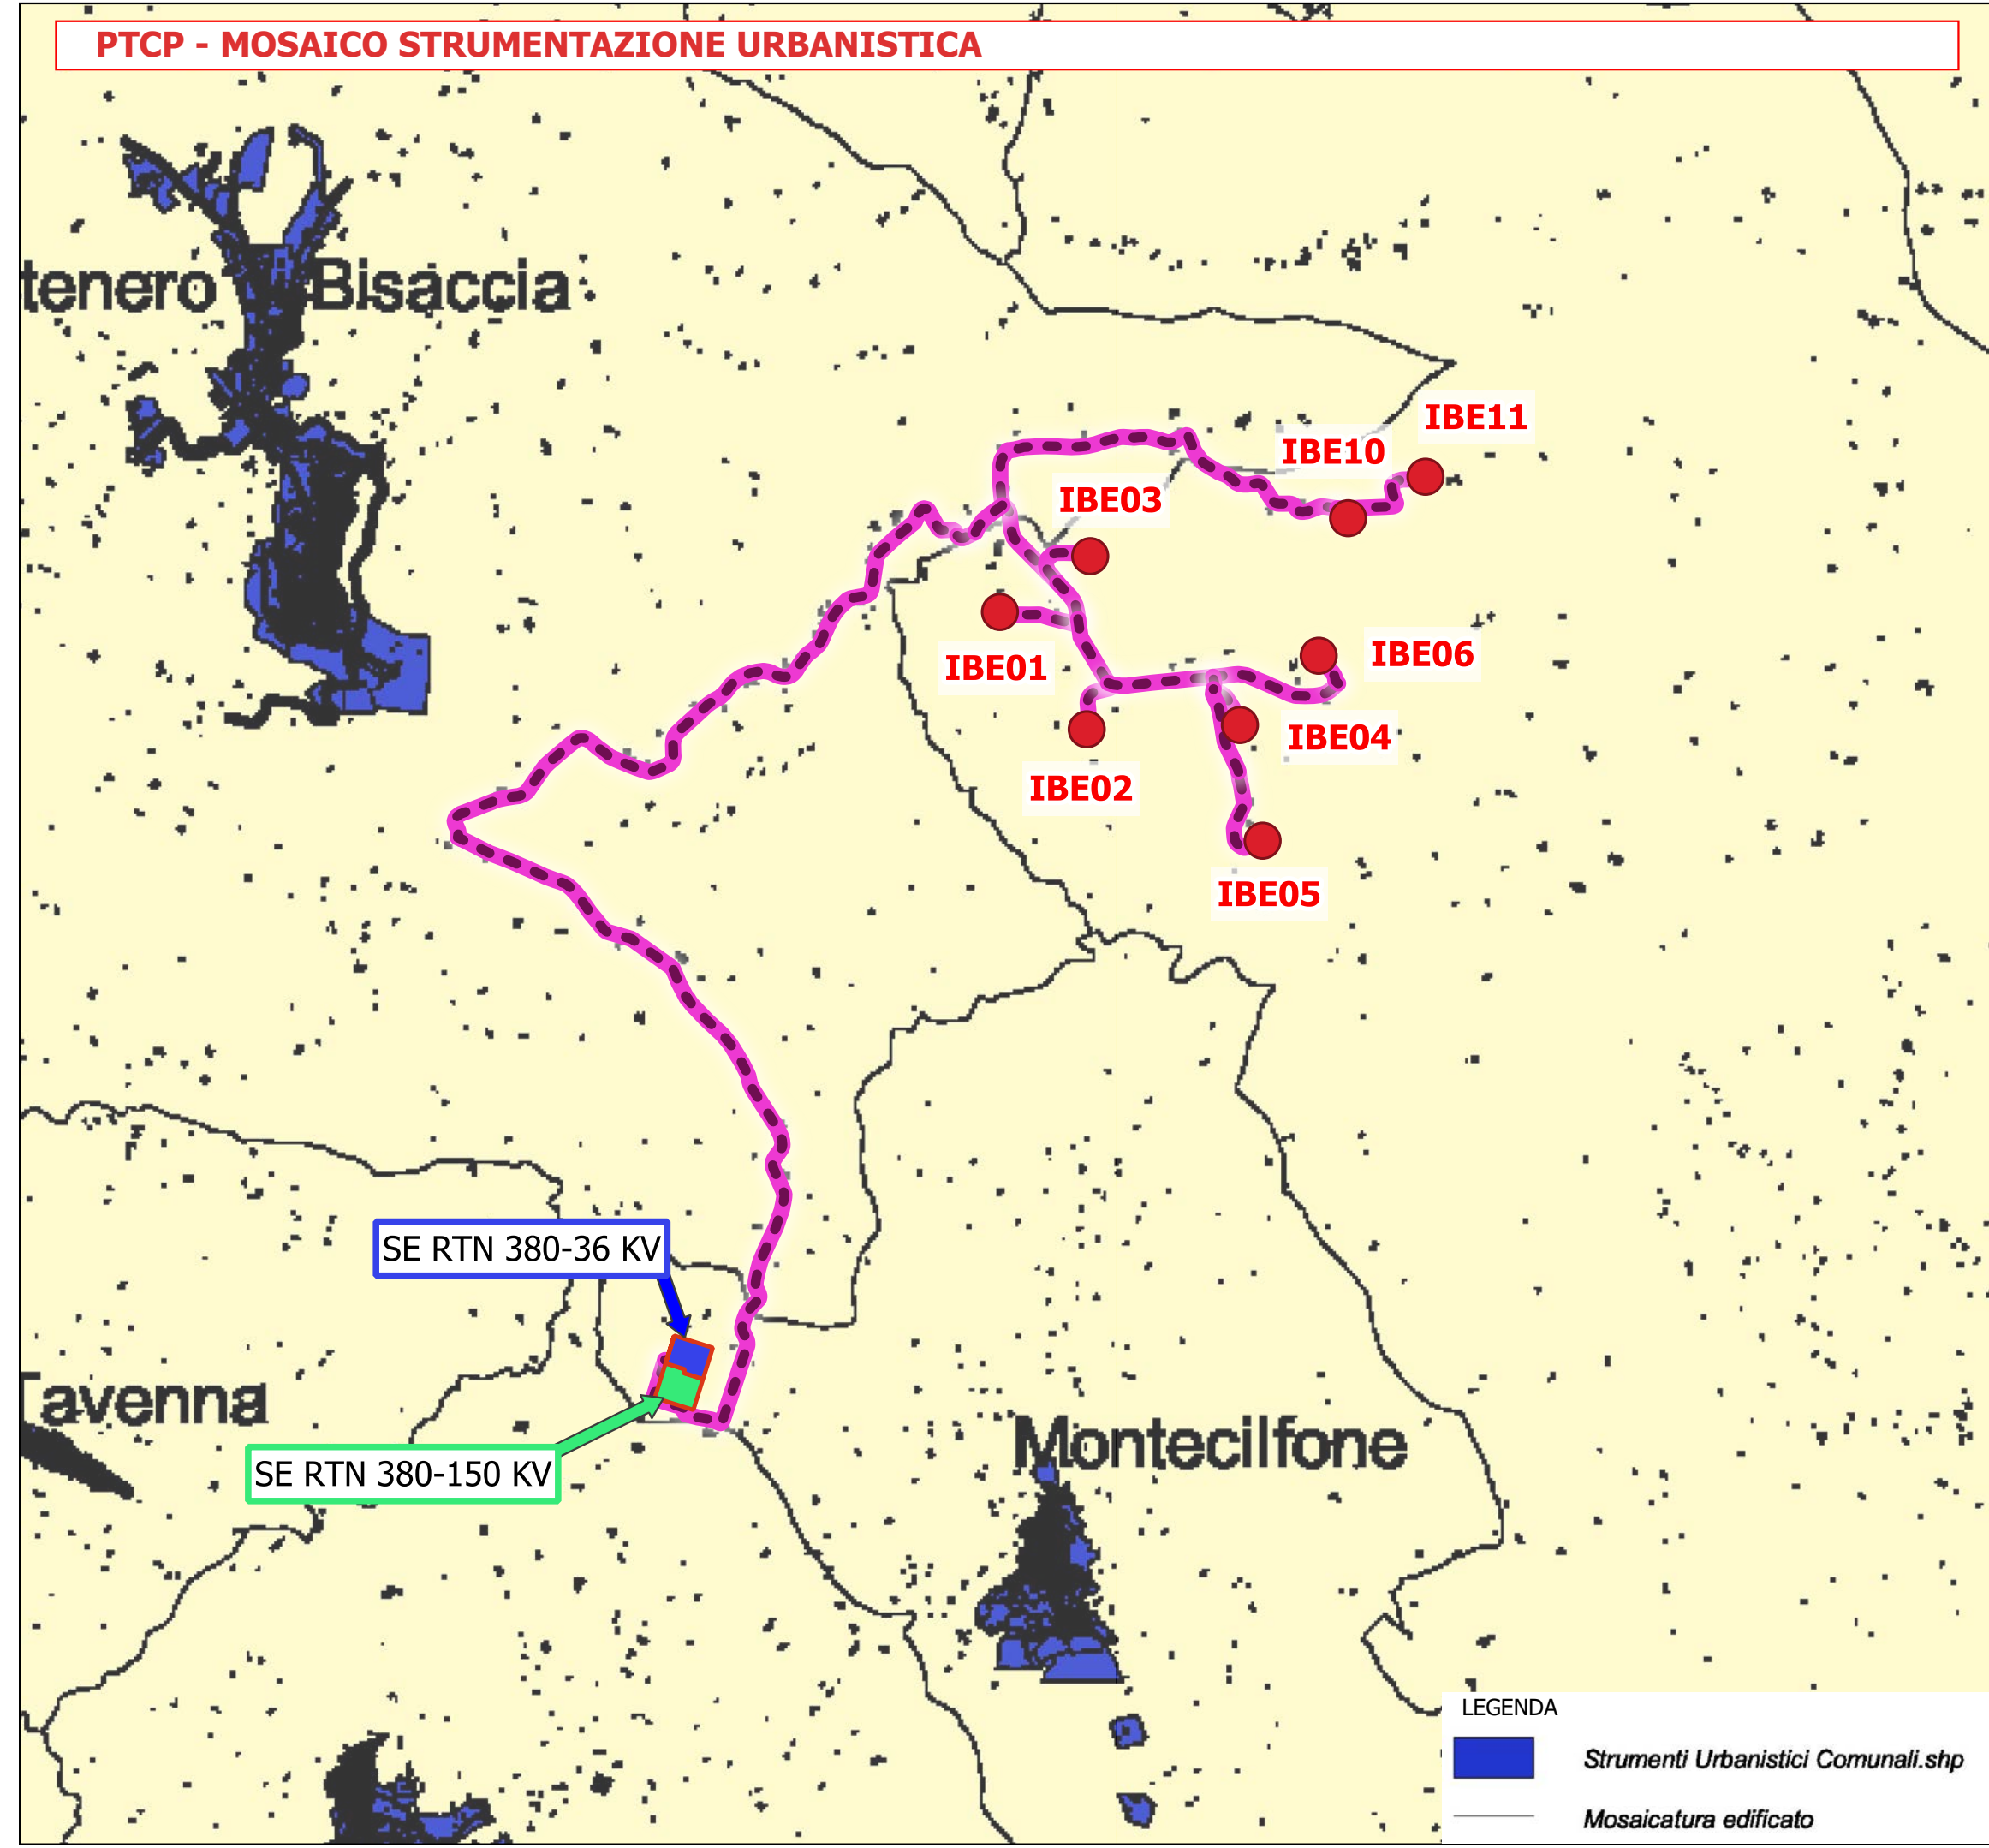 PTCP - MOSAICO STRUMENTAZIONE URBANISTICA
tenero Bisaccia
IBE11
IBE10
IBE03
IBE01
IBE06
IBE04
IBE02
IBE05
SE RTN 380-36 KV
Tavenna
Montecilfone
SE RTN 380-150 KV
LEGENDA
Strumenti Urbanistici Comunali.shp
Mosaicatura edificato